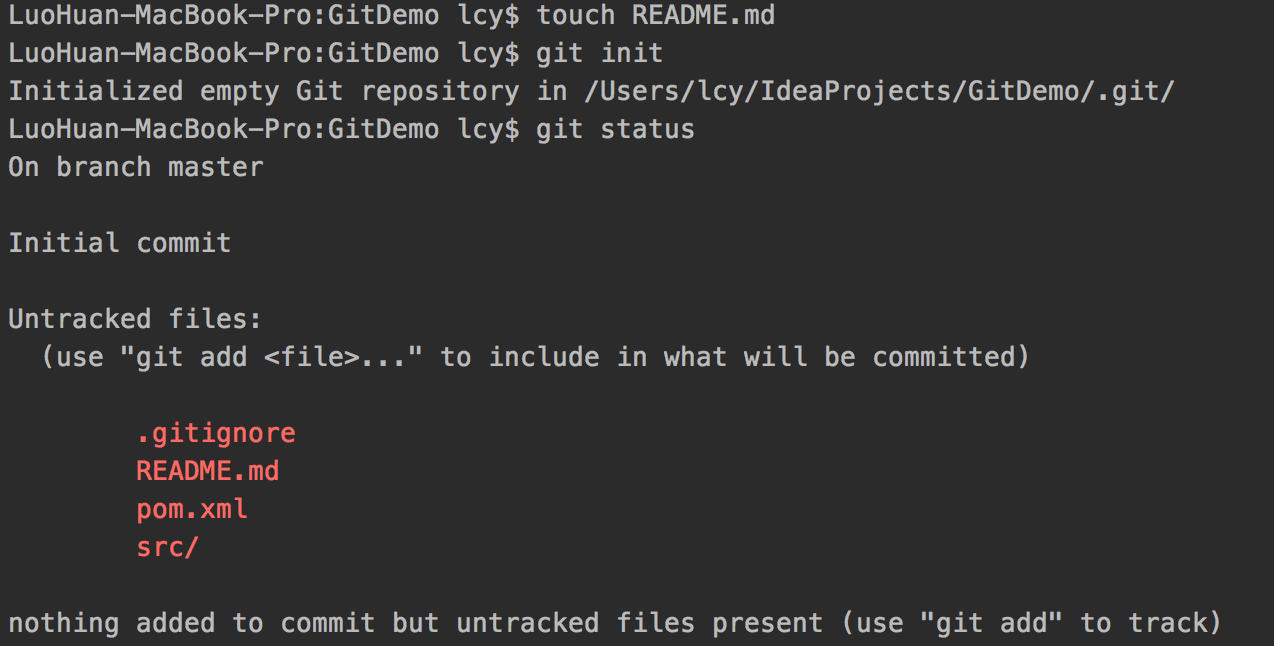 LuoHuan-MacBook-Pro:GitDemo lcy$ touch README.md
LuoHuan-MacBook-Pro:GitDemo lcy$ git init
Initialized empty Git repository in /Users/lcy/IdeaProjects/GitDemo/.git/
LuoHuan-MacBook-Pro:GitDemo lcy$ git status
On branch master
Initial commit
Untracked files:
(use "git add <file>..." to include in what will be committed)
.gitignore
README.md
pom.xml
src/
nothing added to commit but untracked files present (use "git add" to track)